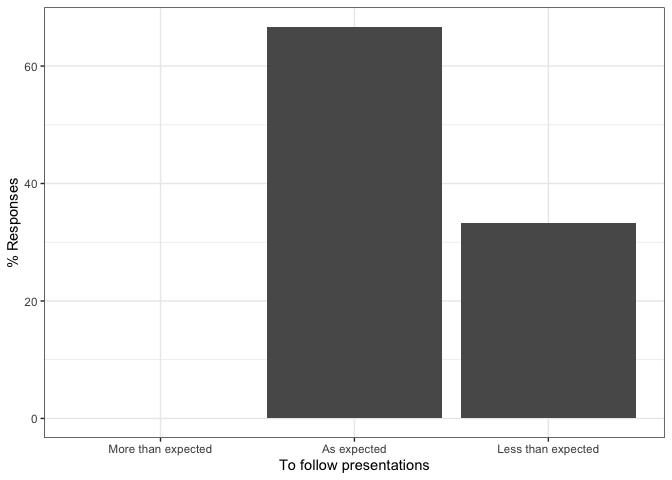 % Responses
60
40
20
0
More than expected As expected Less than expected
To follow presentations